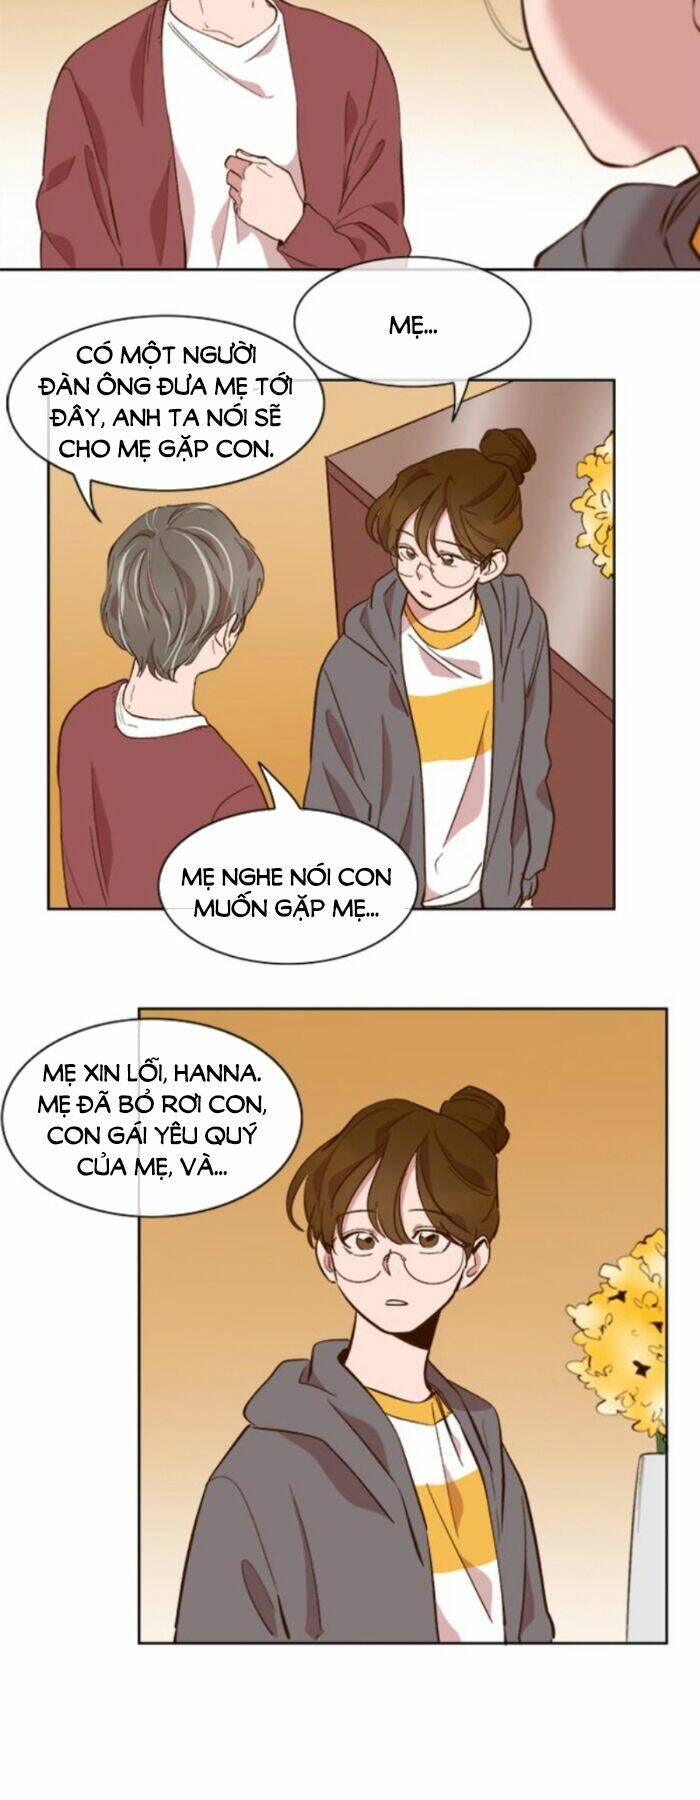 MẸ...
CÓ MỘT NGƯỜI
ĐÀN ÔNG ĐƯA MẸ TỚI
ĐÂY, ANH TA NÓI SẼ
CHO MẸ GẶP CON.
MẸ NGHE NÓI CON
MUỐN GẶP MẸ...
MẸ XIN LỖI, HANNA.
MẸ ĐÃ BỎ RƠI CON,
CON GÁI YÊU QUÝ
CỦA MẸ, VÀ...